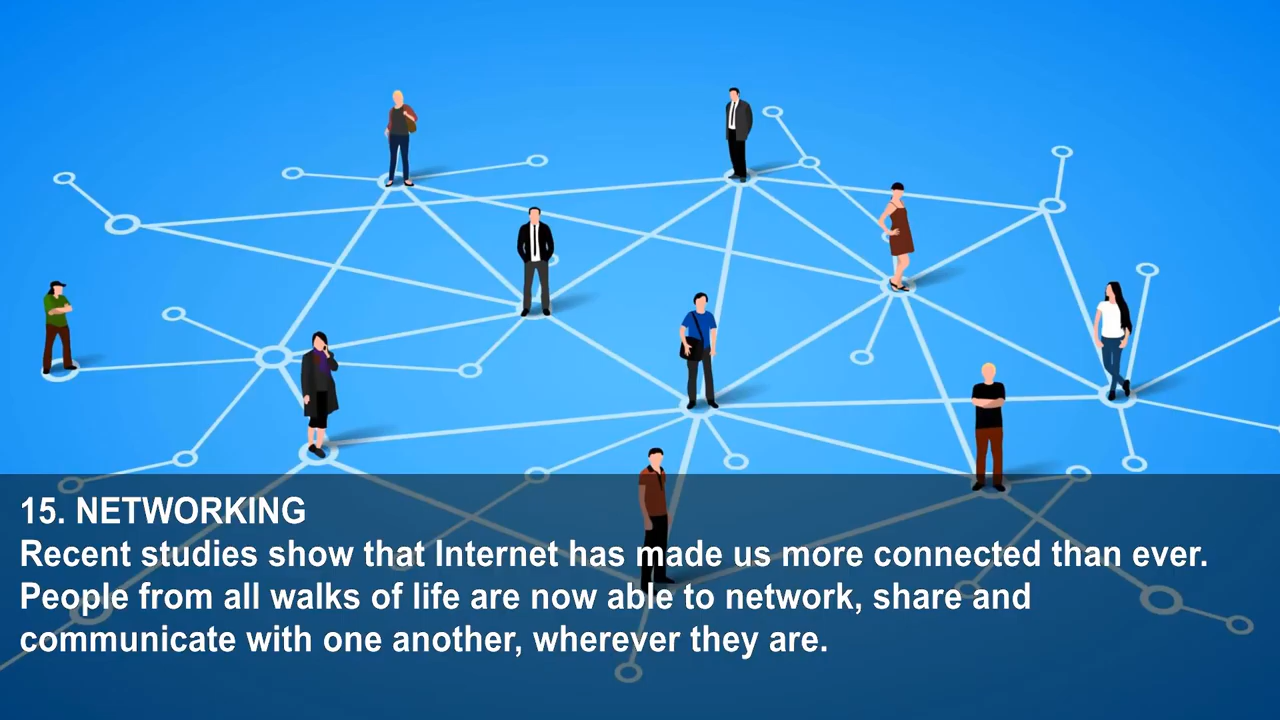 15. NETWORKING
Recent studies show that Internet has made us more connected than ever.
People from all walks of life are now able to network, share and
communicate with one another, wherever they are.